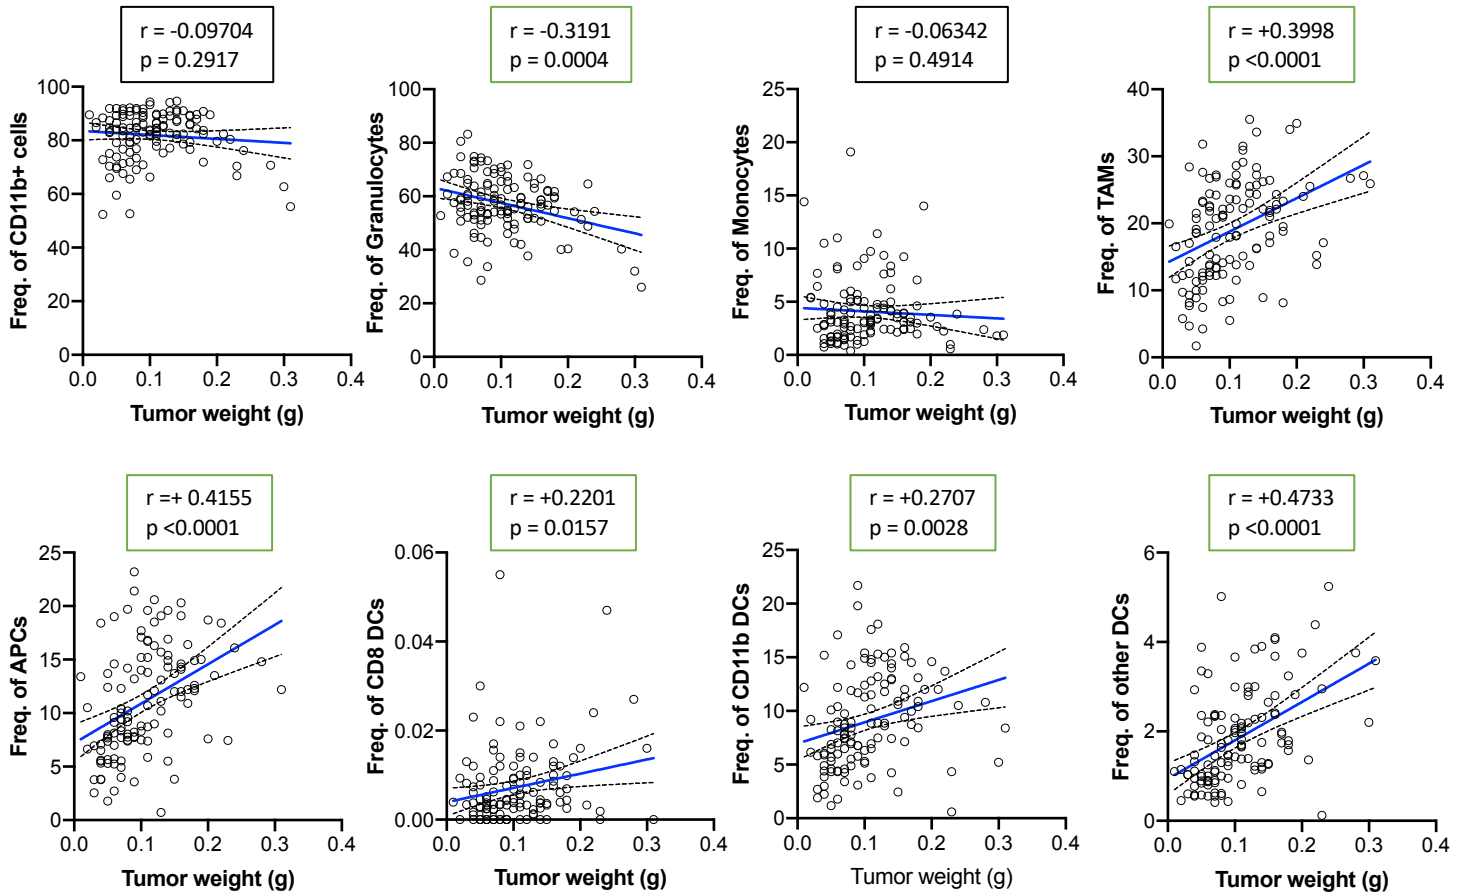 r = -0.09704
p = 0.2917
r = -0.3191
p = 0.0004
r = -0.06342
p = 0.4914
r = +0.3998
p <0.0001
Freq. of CD11b+ cells
100
80
60
40
20
0
0.0 0.1 0.2 0.3 0.4
Tumor weight (g)
Freq. of Granulocytes
100
80
60
40
20
0
0.0 0.1 0.2 0.3 0.4
Tumor weight (g)
Freq. of Monocytes
25
20
15
10
5
0
0.0 0.1 0.2 0.3 0.4
Tumor weight (g)
Freq. of TAMs
40
30
20
10
0
0.0 0.1 0.2 0.3 0.4
Tumor weight (g)
r =+ 0.4155
p <0.0001
r = +0.2201
p = 0.0157
r = +0.2707
p = 0.0028
r = +0.4733
p <0.0001
Freq. of APCs
25
20
15
10
5
0
0.0 0.1 0.2 0.3 0.4
Tumor weight (g)
Freq. of CD8 DCs
0.06
0.04
0.02
0.00
0.0 0.1 0.2 0.3 0.4
Tumor weight (g)
Freq. of CD11b DCs
25
20
15
10
5
0
0.0 0.1 0.2 0.3 0.4
Tumor weight (g)
Freq. of other DCs
6
4
2
0
0.0 0.1 0.2 0.3 0.4
Tumor weight (g)